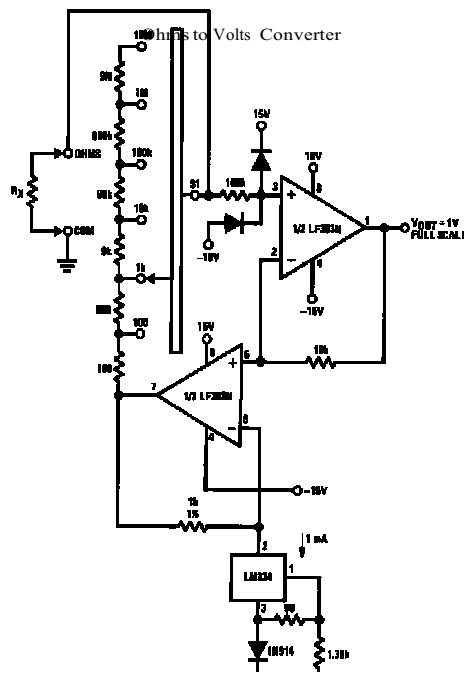 Ohms to Volts Converter
10M
9M
1M
900k
100k
OHMS
90k
10k
RX
COM
9k
1k
900
100
100
S1
100k
15V
-15V
3
2
15V
8
1/2 LF353N
1
4
-15V
VOUT = 1V
FULL SCALE
10k
15V
8
5
7
1/2 LF353N
6
4
-15V
1k
1%
2
1 mA
LM334
1
3
1N914